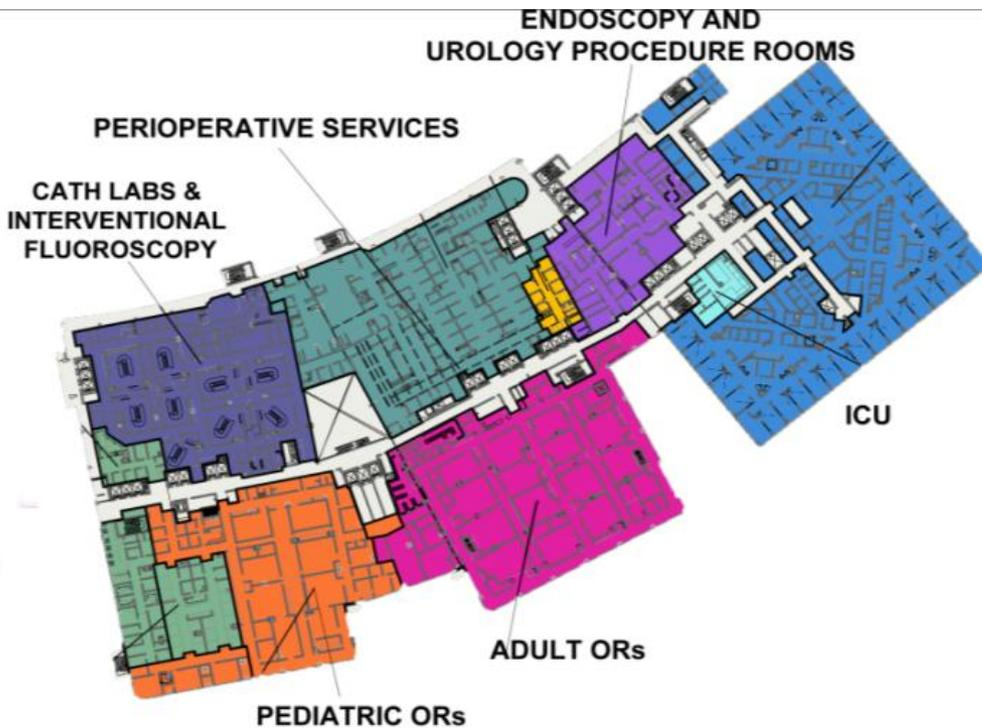 ENDOSCOPY AND
UROLOGY PROCEDURE ROOMS
PERIOPERATIVE SERVICES
CATH LABS &
INTERVENTIONAL
FLUOROSCOPY
ICU
ADULT ORs
PEDIATRIC ORs